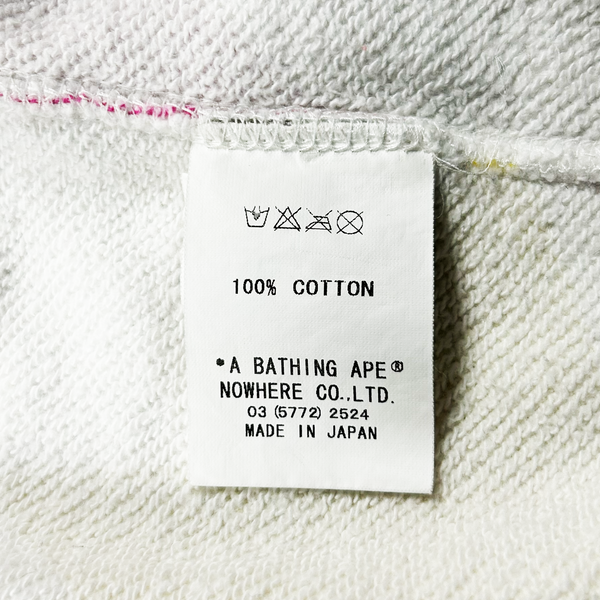 100% COTTON
*A BATHING APE®
NOWHERE CO.,LTD.
03 (5772) 2524
MADE IN JAPAN